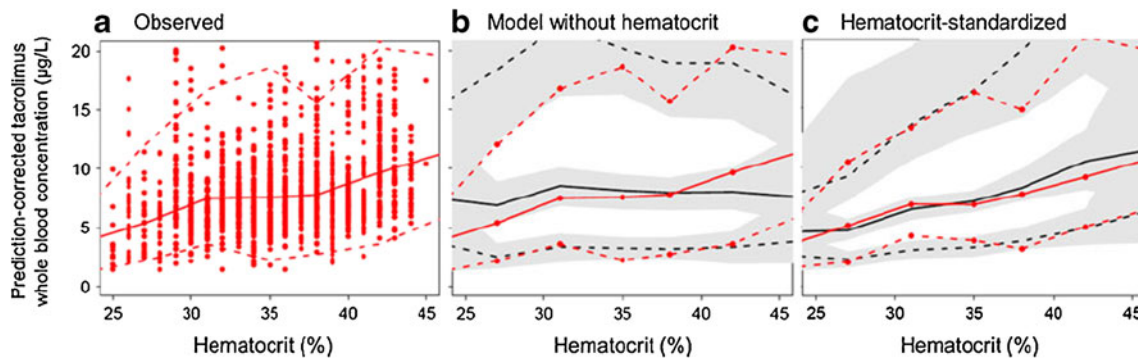 a Observed
b Model without hematocrit
c Hematocrit-standardized
Prediction-corrected tacrolimus
whole blood concentration (µg/L)
20
15
10
5
0
25 30 35 40 45
25 30 35 40 45
25 30 35 40 45
Hematocrit (%)
Hematocrit (%)
Hematocrit (%)